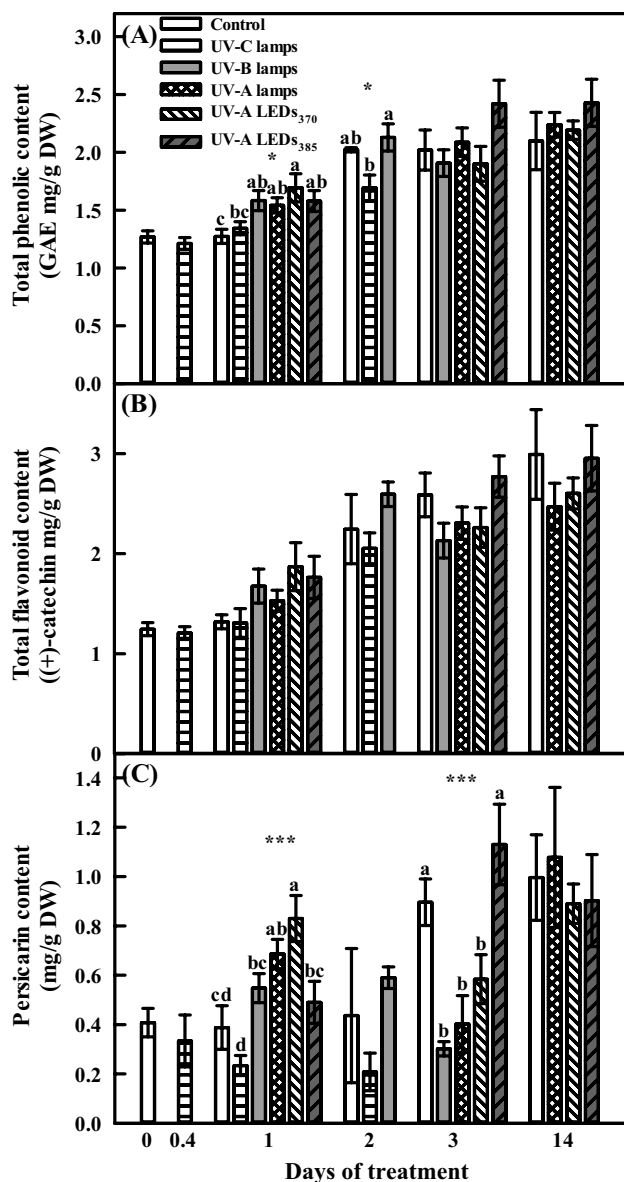 (A)
Control
UV-C lamps
UV-B lamps
UV-A lamps
UV-A LEDs370
UV-A LEDs385
Total phenolic content
(GAE mg/g DW)
3.0
2.5
2.0
1.5
1.0
0.5
0.0
*
*
c bc ab ab a ab
ab b a
(B)
Total flavonoid content
((+)-catechin mg/g DW)
3
2
1
0
(C)
Persicarin content
(mg/g DW)
1.4
1.2
1.0
0.8
0.6
0.4
0.2
0.0
***
***
cd d bc ab a bc
a b b b a
0 0.4 1 2 3 14
Days of treatment